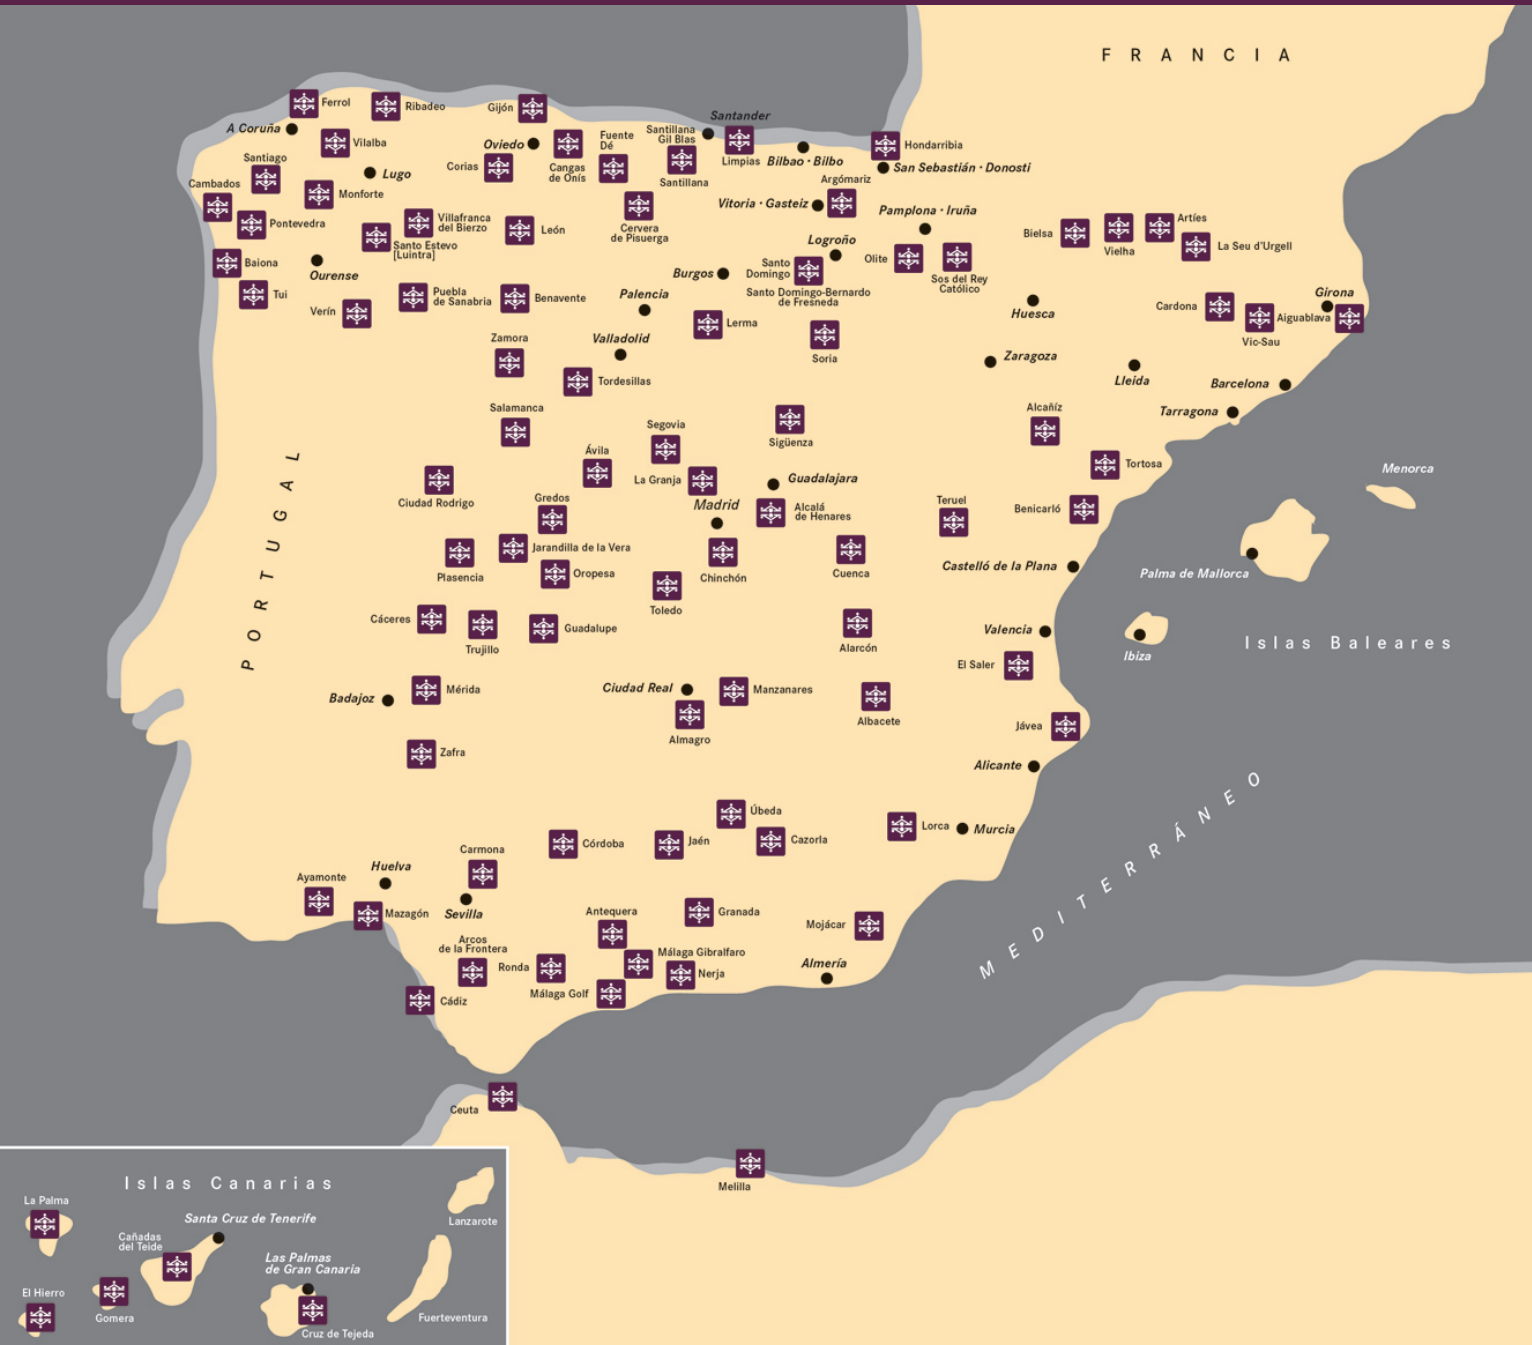 FRANCIA
Ferrol
Ribadeo
Gijón
A Coruña
Vilalba
Oviedo
Fuente
Dé
Santillana
Gil Blas
Santander
Limpias
Bilbao · Bilbo
Hondarribia
San Sebastián · Donosti
Santiago
Lugo
Corias
Cangas
de Onís
Santillana
Argómariz
Cambados
Monforte
Vitoria · Gasteiz
Pontevedra
Villafranca
del Bierzo
León
Cervera
de Pisuerga
Pamplona · Iruña
Santo Estevo
[Luintra]
Logroño
Bielsa
Vielha
Artíes
La Seu d'Urgell
Baiona
Ourense
Burgos
Santo
Domingo
Olite
Sos del Rey
Católico
Tui
Verín
Puebla
de Sanabria
Benavente
Palencia
Santo Domingo-Bernardo
de Fresneda
Huesca
Cardona
Girona
Aiguablava
Vic-Sau
Lerma
Soria
Zamora
Valladolid
Zaragoza
Lleida
Barcelona
Tordesillas
Salamanca
Segovia
Sigüenza
Alcañiz
Tarragona
Ávila
La Granja
Guadalajara
Tortosa
Menorca
Ciudad Rodrigo
Gredos
Madrid
Alcalá
de Henares
Teruel
Benicarló
PORTUGAL
Jarandilla de la Vera
Plasencia
Oropesa
Chinchón
Cuenca
Castelló de la Plana
Palma de Mallorca
Toledo
Cáceres
Trujillo
Guadalupe
Alarcón
Valencia
Ibiza
Islas Baleares
El Saler
Badajoz
Mérida
Ciudad Real
Manzanares
Almagro
Albacete
Jávea
Zafra
Alicante
MEDITERRÁNEO
Úbeda
Córdoba
Jaén
Cazorla
Lorca
Murcia
Carmona
Huelva
Ayamonte
Mazagón
Sevilla
Antequera
Granada
Mojácar
Arcos
de la Frontera
Ronda
Málaga Gibralfaro
Nerja
Almería
Málaga Golf
Cádiz
Ceuta
Melilla
Islas Canarias
La Palma
Santa Cruz de Tenerife
Lanzarote
Cañadas
del Teide
Las Palmas
de Gran Canaria
El Hierro
Gomera
Fuerteventura
Cruz de Tejeda